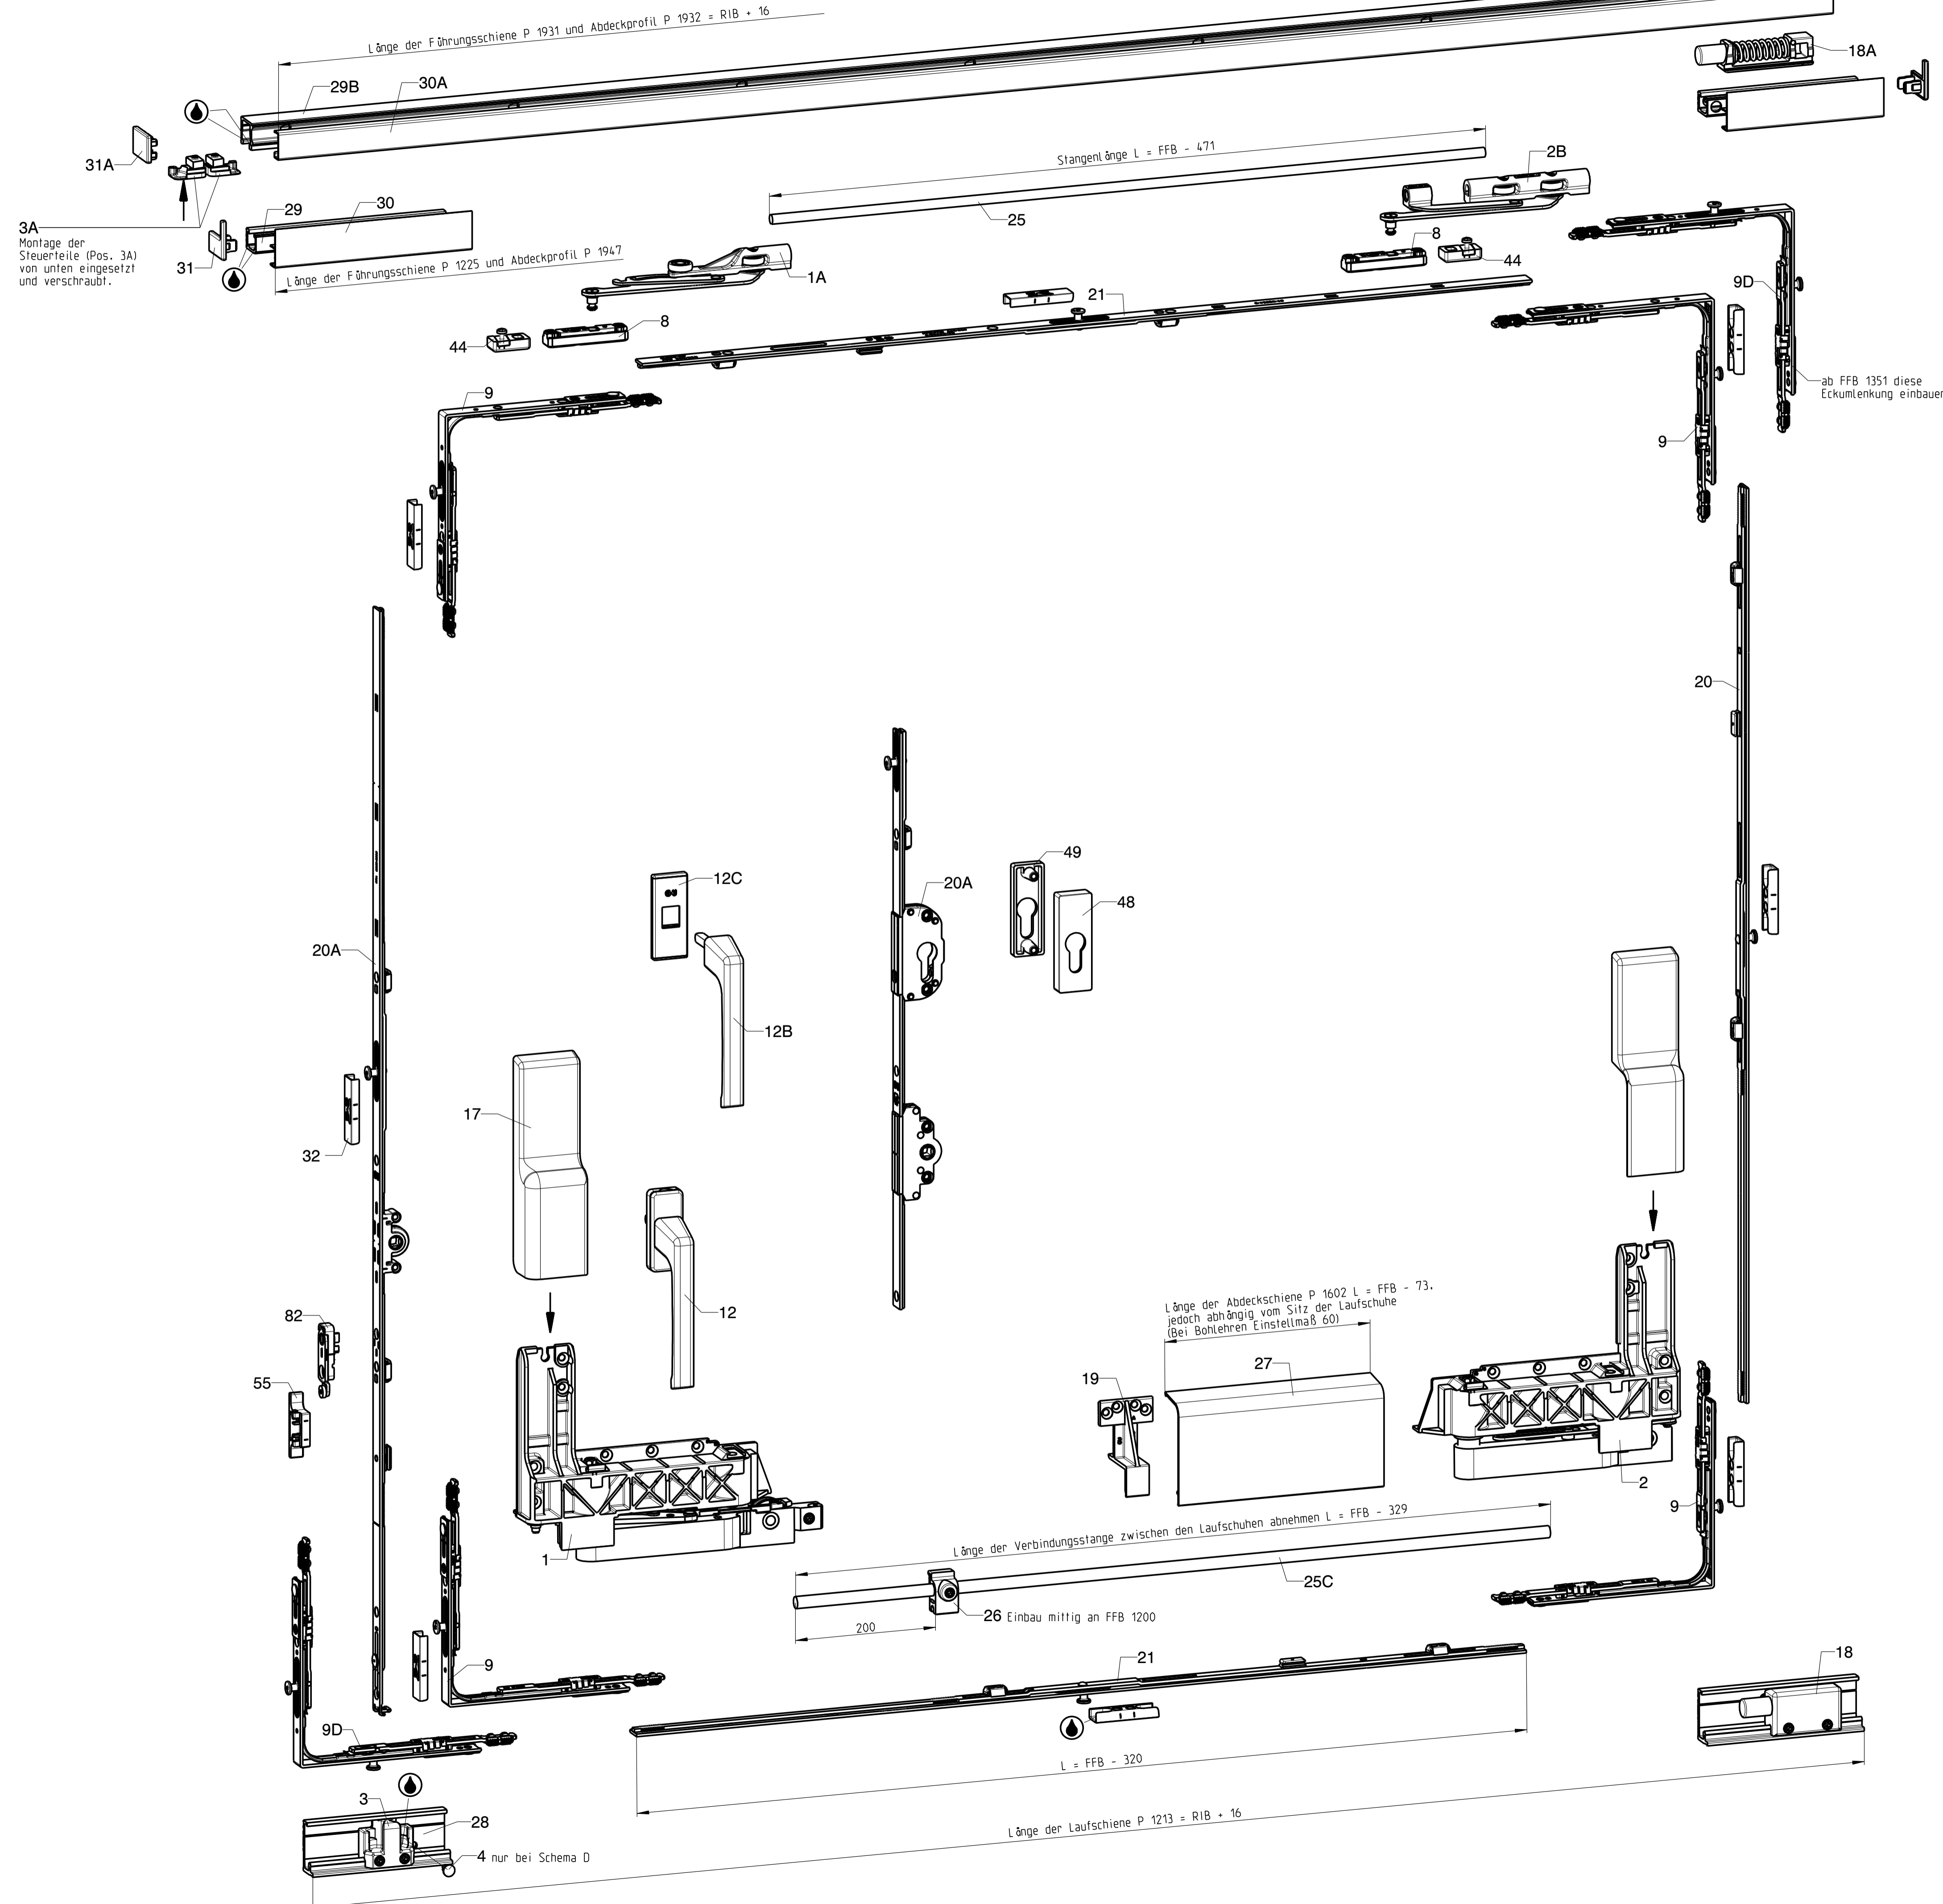 Länge der Führungsschiene P 1931 und Abdeckprofil P 1932 = RIB + 16
29B
30A
18A
31A
Stangenlänge L = FFB - 471
2B
3A
Montage der
Steuerteile (Pos. 3A)
von unten eingesetzt
und verschraubt.
29
30
31
Länge der Führungsschiene P 1225 und Abdeckprofil P 1947
25
8
44
1A
21
9D
44
8
9
ab FFB 1351 diese
Eckumlenkung einbauen
9
20
12C
49
20A
48
20A
12B
17
32
12
82
55
Länge der Abdeckschiene P 1602 L = FFB - 73,
jedoch abhängig vom Sitz der Laufschuhe
(Bei Bohlehren Einstellmaß 60)
19
27
2
9
1
Länge der Verbindungsstange zwischen den Laufschuhen abnehmen L = FFB - 329
25C
26 Einbau mittig an FFB 1200
200
9
21
18
9D
L = FFB - 320
3
28
Länge der Laufschiene P 1213 = RIB + 16
4 nur bei Schema D